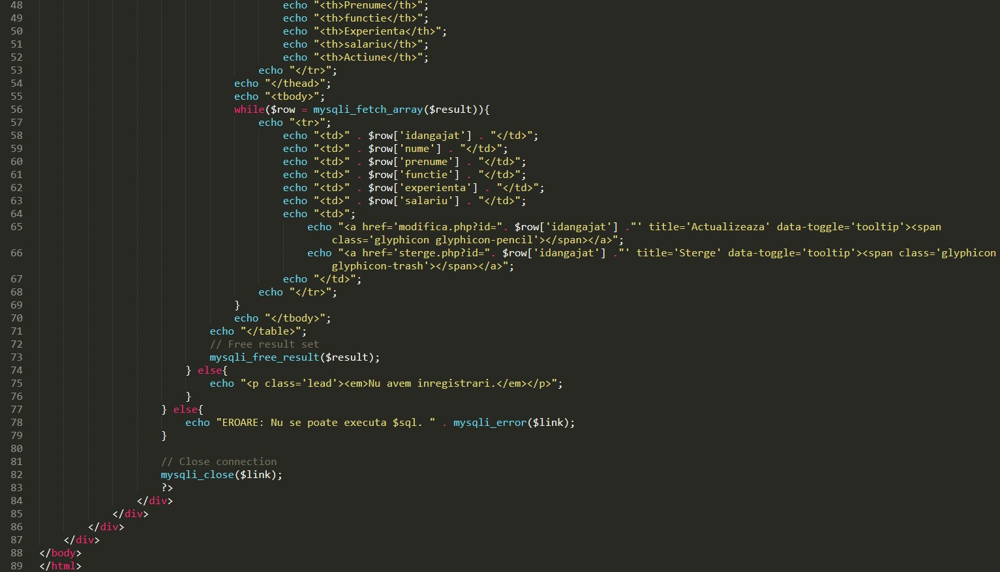 48 echo "<th>Prenume</th>";
49 echo "<th>functie</th>";
50 echo "<th>Experienta</th>";
51 echo "<th>salariu</th>";
52 echo "<th>Actiune</th>";
53 echo "</tr>";
54 echo "</thead>";
55 echo "<tbody>";
56 while($row = mysqli_fetch_array($result)){
57 echo "<tr>";
58 echo "<td>" . $row['idangajat'] . "</td>";
59 echo "<td>" . $row['nume'] . "</td>";
60 echo "<td>" . $row['prenume'] . "</td>";
61 echo "<td>" . $row['functie'] . "</td>";
62 echo "<td>" . $row['experienta'] . "</td>";
63 echo "<td>" . $row['salariu'] . "</td>";
64 echo "<td>";
65 echo "<a href='modifica.php?id=". $row['idangajat'] ."' title='Actualizeaza' data-toggle='tooltip'><span
class='glyphicon glyphicon-pencil'></span></a>";
66 echo "<a href='sterge.php?id=". $row['idangajat'] ."' title='Sterge' data-toggle='tooltip'><span class='glyphicon
glyphicon-trash'></span></a>";
67 echo "</td>";
68 echo "</tr>";
69 }
70 echo "</tbody>";
71 echo "</table>";
72 // Free result set
73 mysqli_free_result($result);
74 } else{
75 echo "<p class='lead'><em>Nu avem inregistrari.</em></p>";
76 }
77 } else{
78 echo "EROARE: Nu se poate executa $sql. " . mysqli_error($link);
79 }
80
81 // Close connection
82 mysqli_close($link);
83 ?>
84 </div>
85 </div>
86 </div>
87 </div>
88 </body>
89 </html>